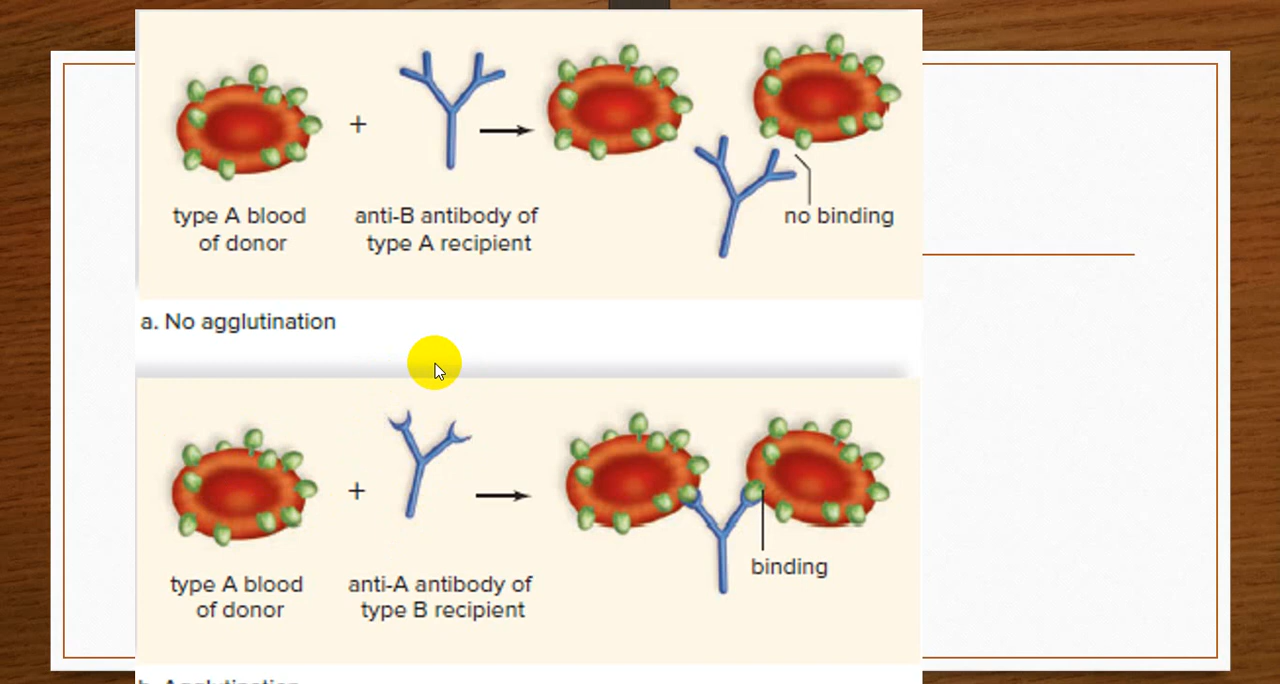 +
type A blood
of donor
anti-B antibody of
type A recipient
no binding
a. No agglutination
+
type A blood
of donor
anti-A antibody of
type B recipient
binding
b. Agglutination